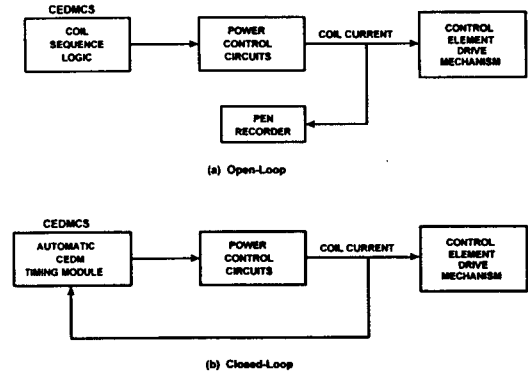 CEDMCS
COIL
SEQUENCE
LOGIC
POWER
CONTROL
CIRCUITS
COIL CURRENT
CONTROL
ELEMENT
DRIVE
MECHANISM
PEN
RECORDER
(a) Open-Loop
CEDMCS
AUTOMATIC
CEDM
TIMING MODULE
POWER
CONTROL
CIRCUITS
COIL CURRENT
CONTROL
ELEMENT
DRIVE
MECHANISM
(b) Closed-Loop